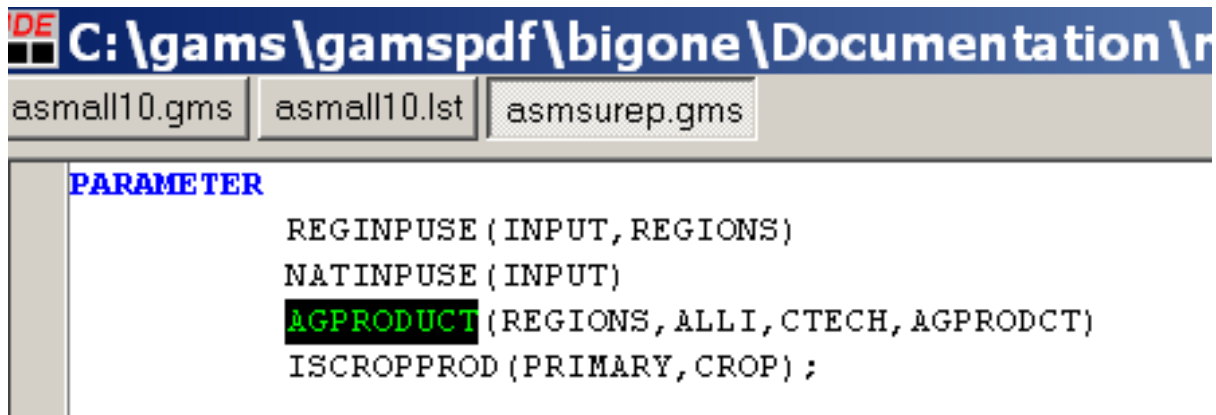 IDE C:\gams\gamspdf\bigone\Documentation\
asmall10.gms asmall10.lst asmsurep.gms
PARAMETER
REGINPUSE(INPUT,REGIONS)
NATINPUSE(INPUT)
AGPRODUCT(REGIONS,ALLI,CTECH,AGPRODCT)
ISCROPPROD(PRIMARY,CROP);